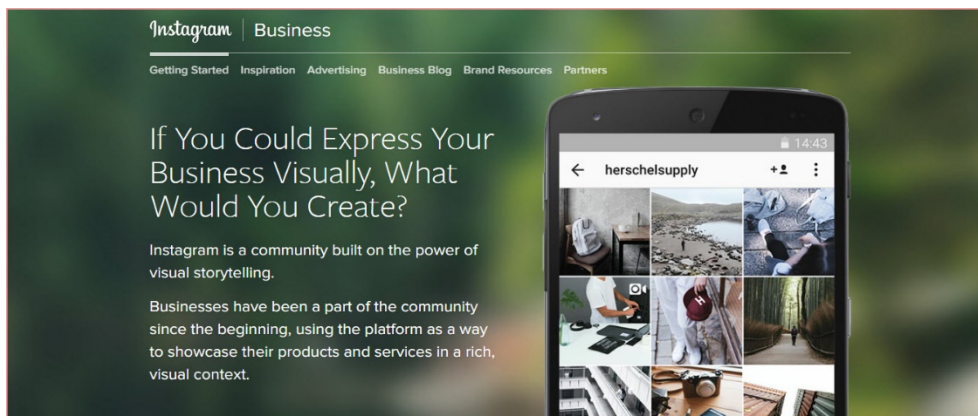 Instagram | Business
Getting Started Inspiration Advertising Business Blog Brand Resources Partners
If You Could Express Your
Business Visually, What
Would You Create?
Instagram is a community built on the power of
visual storytelling.
Businesses have been a part of the community
since the beginning, using the platform as a way
to showcase their products and services in a rich,
visual context.
14:43
herschelsupply
H